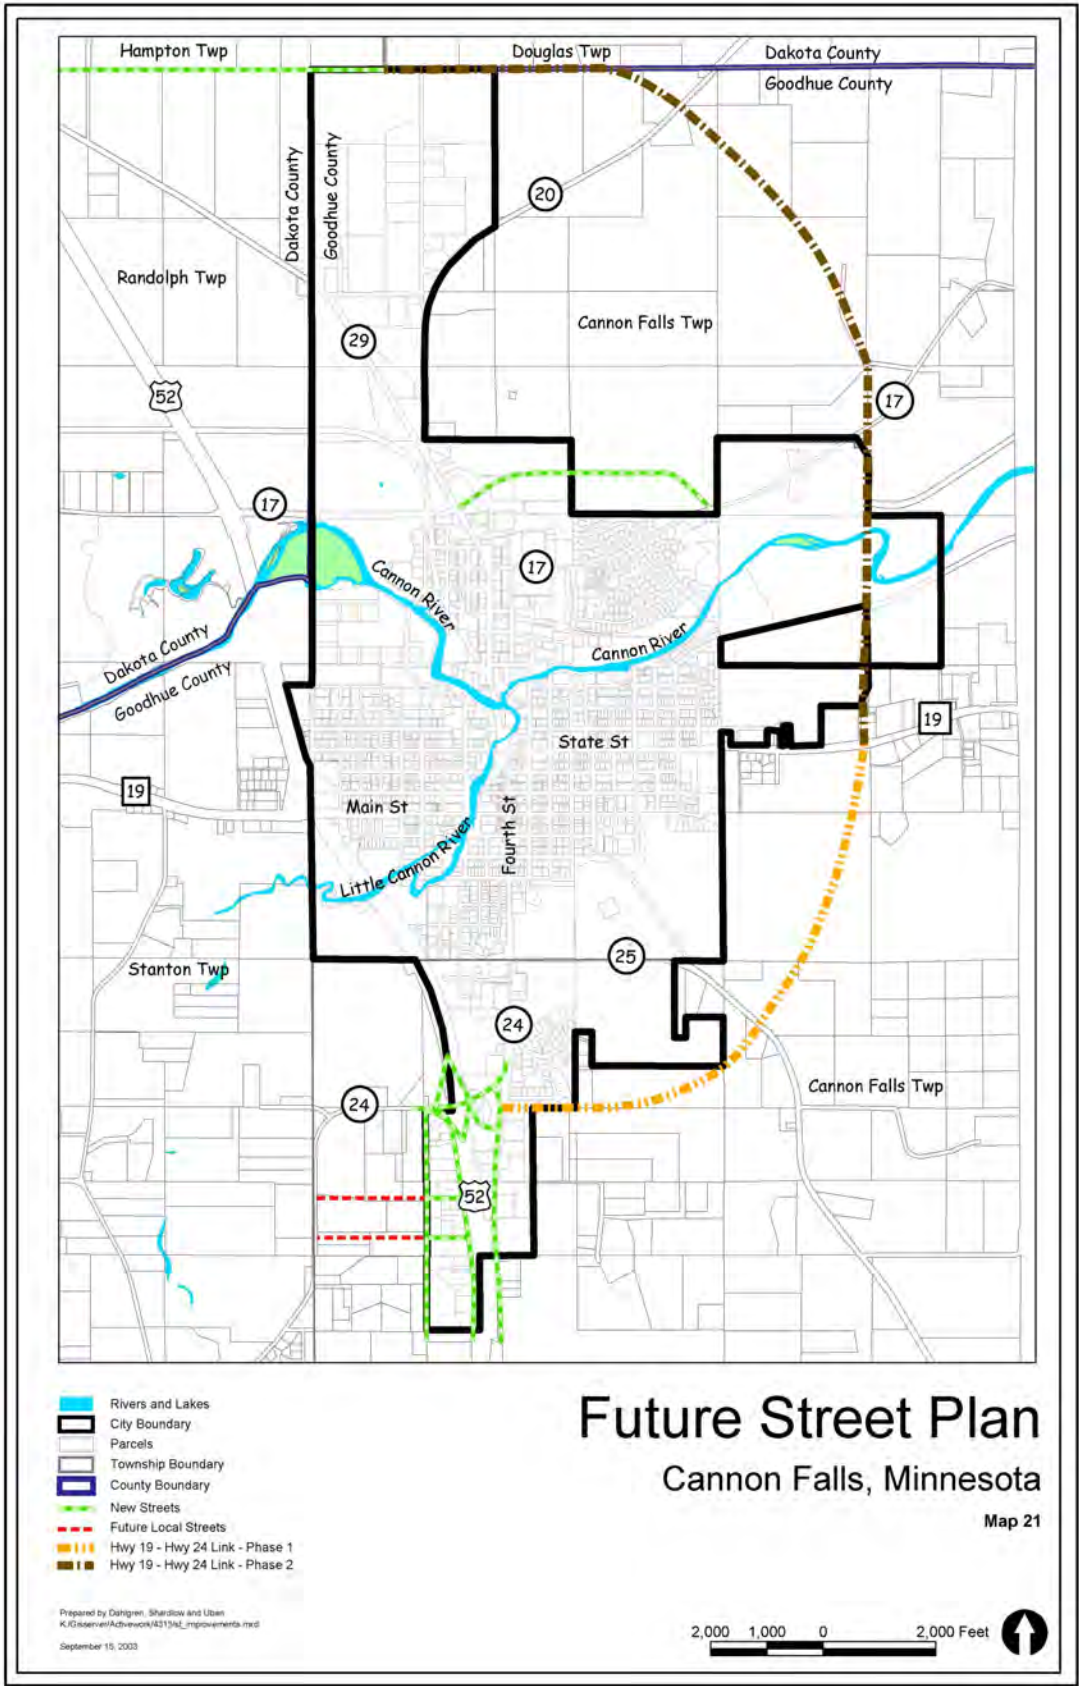 Hampton Twp
Douglas Twp
Dakota County
Goodhue County
Dakota County
Goodhue County
20
Randolph Twp
Cannon Falls Twp
29
52
17
17
17
Cannon River
Cannon River
Dakota County
Goodhue County
19
State St
19
Main St
Fourth St
Little Cannon River
25
Stanton Twp
24
24
Cannon Falls Twp
52
Rivers and Lakes
City Boundary
Parcels
Township Boundary
County Boundary
New Streets
Future Local Streets
Hwy 19 - Hwy 24 Link - Phase 1
Hwy 19 - Hwy 24 Link - Phase 2
Future Street Plan
Cannon Falls, Minnesota
Map 21
Prepared by Dahlgren, Shardlow and Uban
September 15, 2003
2,000 1,000 0 2,000 Feet